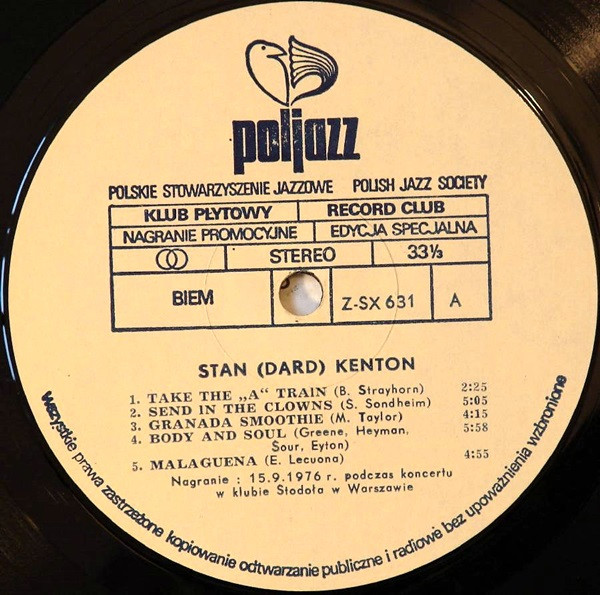 poljazz
POLSKIE STOWARZYSZENIE JAZZOWE POLISH JAZZ SOCIETY
KLUB PŁYTOWY RECORD CLUB
NAGRANIE PROMOCYJNE EDYCJA SPECJALNA
STEREO 33⅓
BIEM Z-SX 631 A
STAN (DARD) KENTON
1. TAKE THE „A“ TRAIN (B. Strayhorn) 2:25
2. SEND IN THE CLOWNS (S. Sondheim) 5:05
3. GRANADA SMOOTHIE (M. Taylor) 4:15
4. BODY AND SOUL (Greene, Heyman, 5:58
Sour, Eyton)
5. MALAGUENA (E. Lecuona) 4:55
Nagranie : 15.9.1976 r. podczas koncertu
w klubie Stodoła w Warszawie
wszystkie prawa zastrzeżone kopiowanie odtwarzanie publiczne i radiowe bez upoważnienia wzbronione